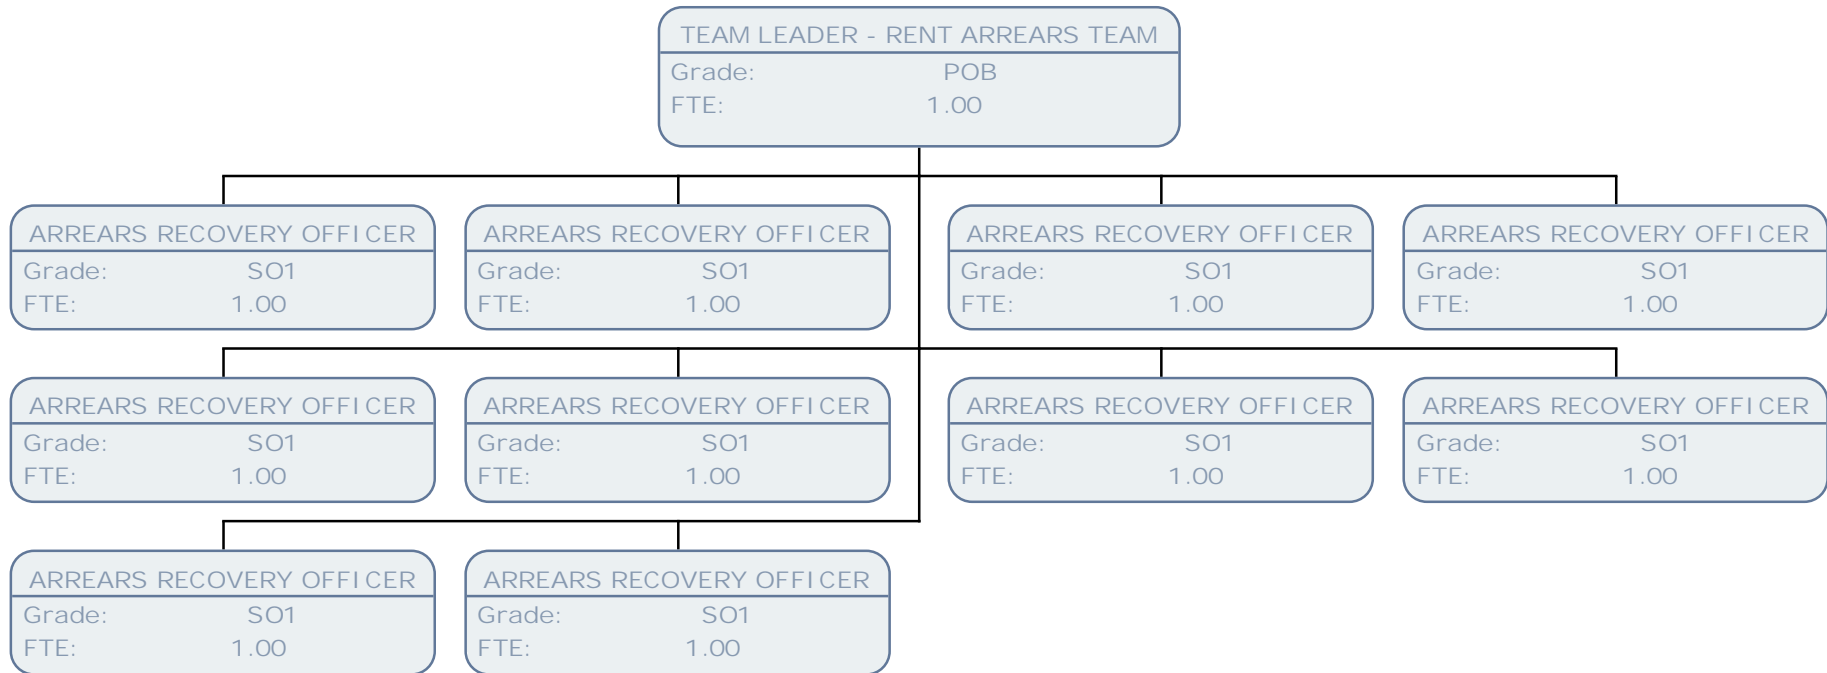 TEAM LEADER - RENT ARREARS TEAM
Grade: POB
FTE: 1.00
ARREARS RECOVERY OFFICER
Grade: SO1
FTE: 1.00
ARREARS RECOVERY OFFICER
Grade: SO1
FTE: 1.00
ARREARS RECOVERY OFFICER
Grade: SO1
FTE: 1.00
ARREARS RECOVERY OFFICER
Grade: SO1
FTE: 1.00
ARREARS RECOVERY OFFICER
Grade: SO1
FTE: 1.00
ARREARS RECOVERY OFFICER
Grade: SO1
FTE: 1.00
ARREARS RECOVERY OFFICER
Grade: SO1
FTE: 1.00
ARREARS RECOVERY OFFICER
Grade: SO1
FTE: 1.00
ARREARS RECOVERY OFFICER
Grade: SO1
FTE: 1.00
ARREARS RECOVERY OFFICER
Grade: SO1
FTE: 1.00